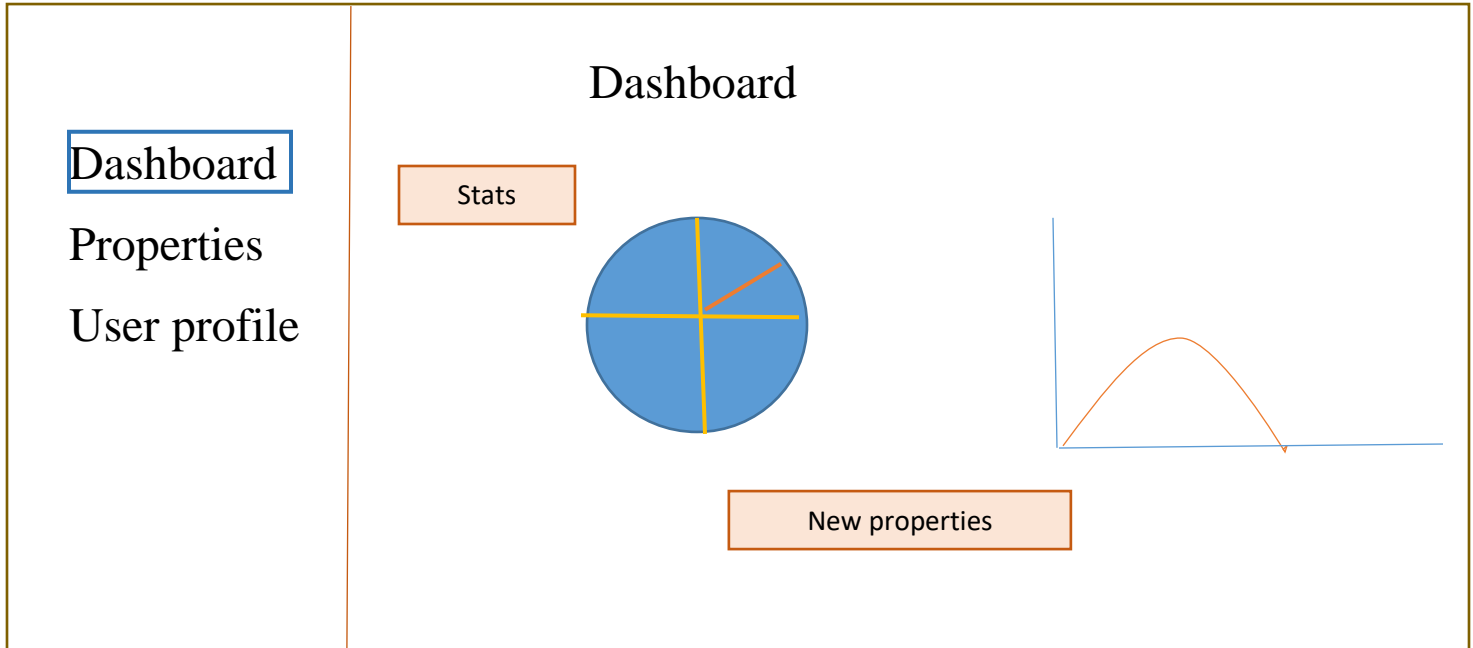 Dashboard
Properties
User profile
Dashboard
Stats
New properties